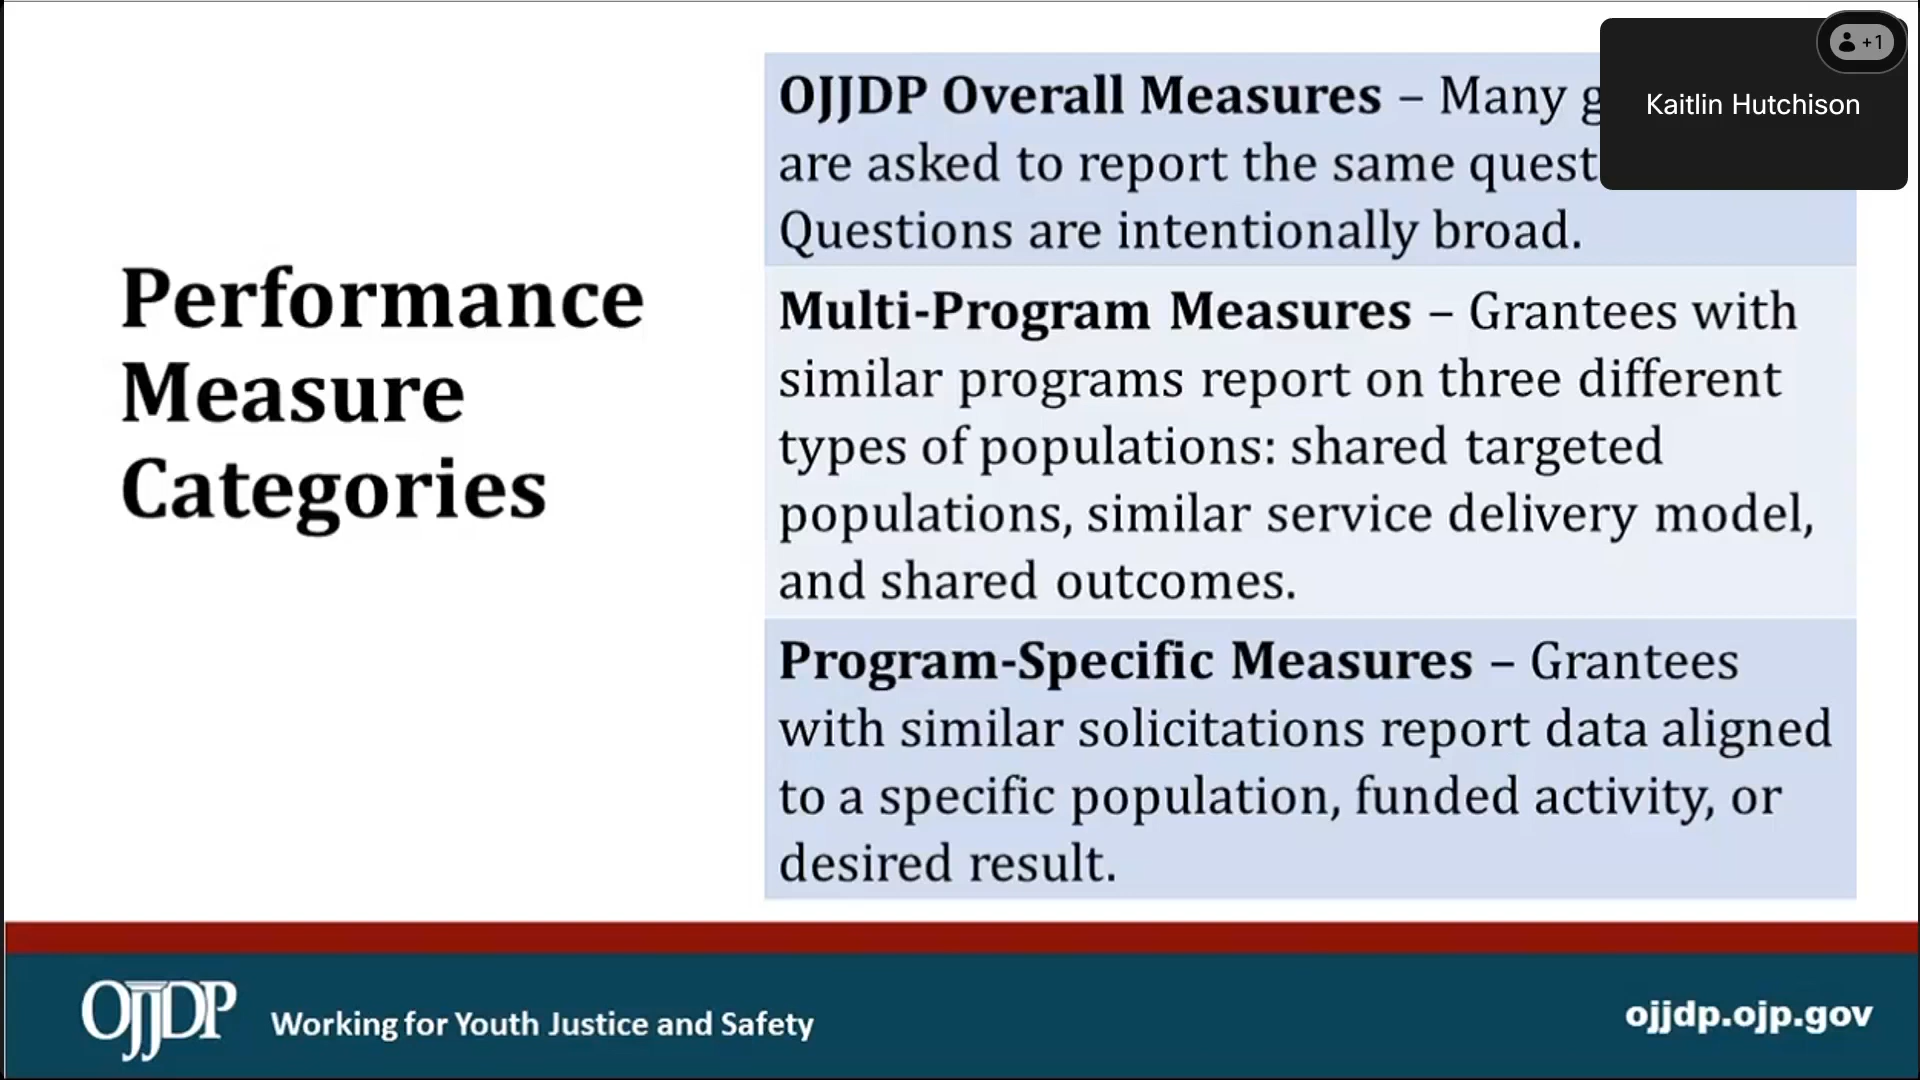 Performance
Measure
Categories
OJJDP Overall Measures – Many
are asked to report the same
Questions are intentionally broad.
Multi-Program Measures – Grantees with
similar programs report on three different
types of populations: shared targeted
populations, similar service delivery model,
and shared outcomes.
Program-Specific Measures – Grantees
with similar solicitations report data aligned
to a specific population, funded activity, or
desired result.
+1
Kaitlin Hutchison
OJJDP
Working for Youth Justice and Safety
ojjdp.ojp.gov